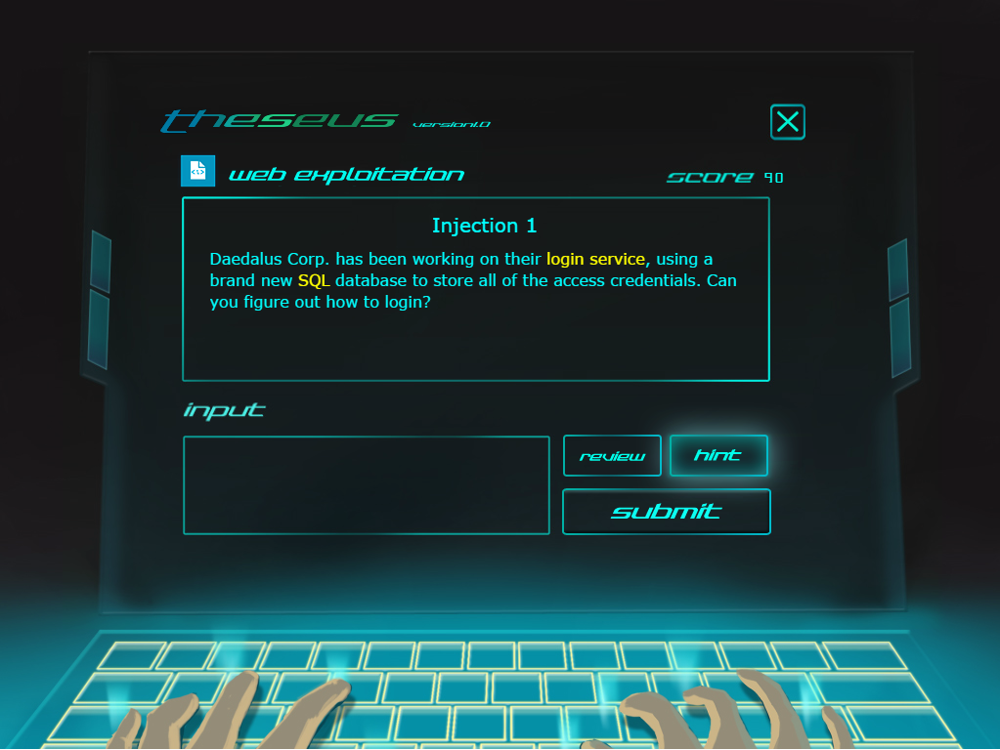 theseus version1.0
web exploitation
score 90
Injection 1
Daedalus Corp. has been working on their login service, using a
brand new SQL database to store all of the access credentials. Can
you figure out how to login?
input
review
hint
submit